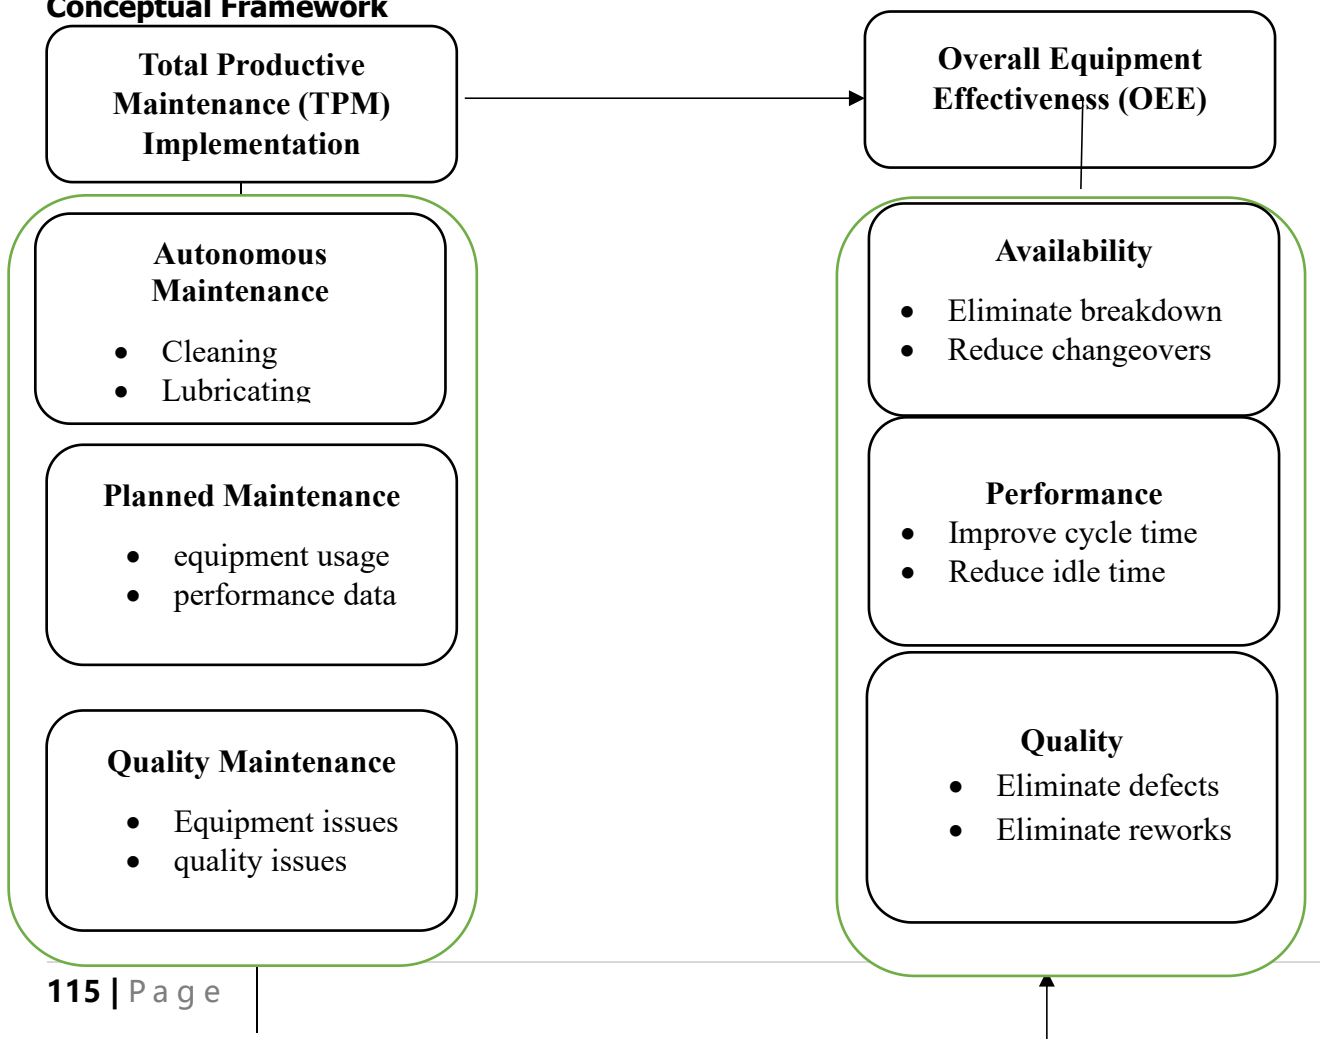 Conceptual Framework
Total Productive
Maintenance (TPM)
Implementation
Overall Equipment
Effectiveness (OEE)
Autonomous
Maintenance
• Cleaning
• Lubricating
Planned Maintenance
• equipment usage
• performance data
Quality Maintenance
• Equipment issues
• quality issues
Availability
• Eliminate breakdown
• Reduce changeovers
Performance
• Improve cycle time
• Reduce idle time
Quality
• Eliminate defects
• Eliminate reworks
115 | Page